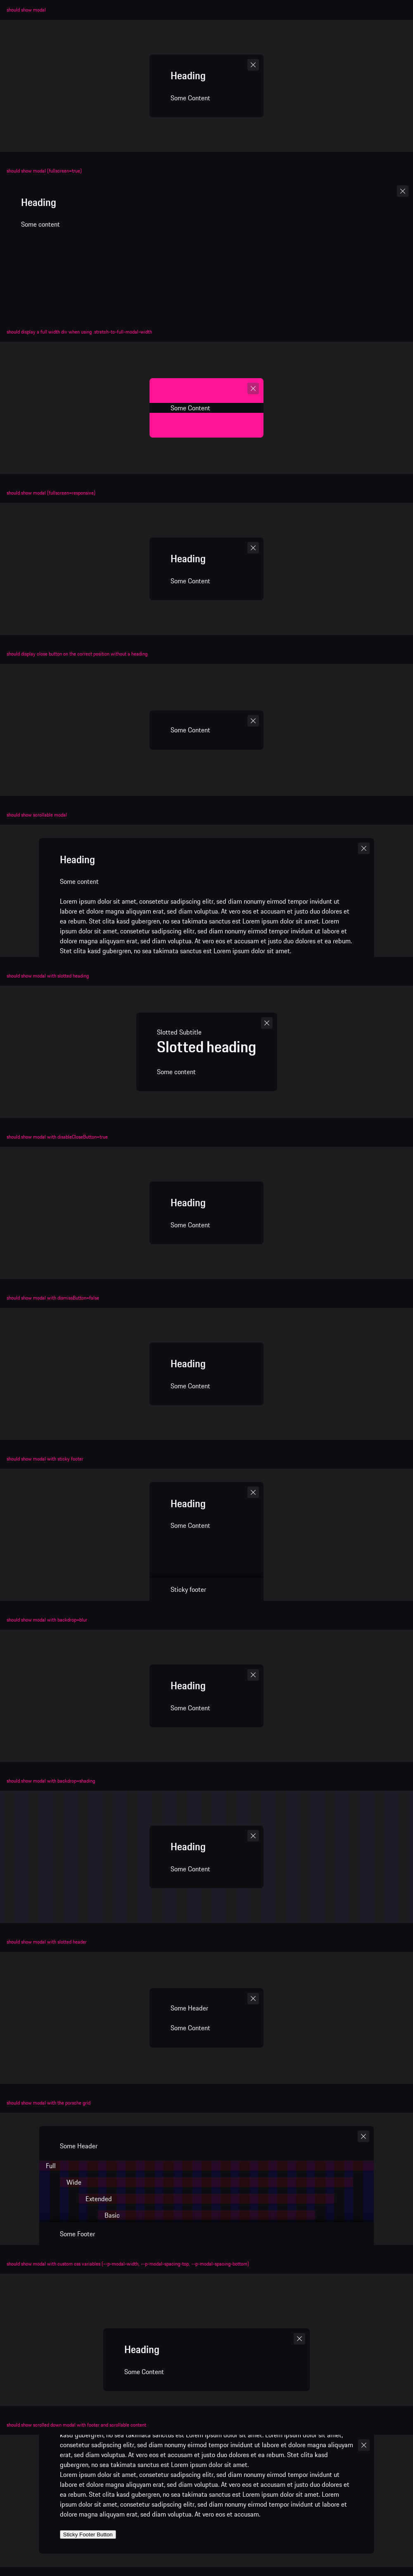 should show modal
Heading
Some Content
should show modal (fullscreen=true)
Heading
Some content
should display a full width div when using .stretch-to-full-modal-width
Some Content
should show modal (fullscreen=responsive)
Heading
Some Content
should display close button on the correct position without a heading
Some Content
should show scrollable modal
Heading
Some content
Lorem ipsum dolor sit amet, consetetur sadipscing elitr, sed diam nonumy eirmod tempor invidunt ut
labore et dolore magna aliquyam erat, sed diam voluptua. At vero eos et accusam et justo duo dolores et
ea rebum. Stet clita kasd gubergren, no sea takimata sanctus est Lorem ipsum dolor sit amet. Lorem
ipsum dolor sit amet, consetetur sadipscing elitr, sed diam nonumy eirmod tempor invidunt ut labore et
dolore magna aliquyam erat, sed diam voluptua. At vero eos et accusam et justo duo dolores et ea rebum.
Stet clita kasd gubergren, no sea takimata sanctus est Lorem ipsum dolor sit amet.
should show modal with slotted heading
Slotted Subtitle
Slotted heading
Some content
should show modal with disableCloseButton=true
Heading
Some Content
should show modal with dismissButton=false
Heading
Some Content
should show modal with sticky footer
Heading
Some Content
Sticky footer
should show modal with backdrop=blur
Heading
Some Content
should show modal with backdrop=shading
Heading
Some Content
should show modal with slotted header
Some Header
Some Content
should show modal with the porsche grid
Some Header
Full
Wide
Extended
Basic
Some Footer
should show modal with custom css variables (--p-modal-width, --p-modal-spacing-top, --p-modal-spacing-bottom)
Heading
Some Content
should show scrolled down modal with footer and scrollable content
kasd gubergren, no sea takimata sanctus est Lorem ipsum dolor sit amet. Lorem ipsum dolor sit amet,
consetetur sadipscing elitr, sed diam nonumy eirmod tempor invidunt ut labore et dolore magna aliquyam
erat, sed diam voluptua. At vero eos et accusam et justo duo dolores et ea rebum. Stet clita kasd
gubergren, no sea takimata sanctus est Lorem ipsum dolor sit amet.
Lorem ipsum dolor sit amet, consetetur sadipscing elitr, sed diam nonumy eirmod tempor invidunt ut
labore et dolore magna aliquyam erat, sed diam voluptua. At vero eos et accusam et justo duo dolores et
ea rebum. Stet clita kasd gubergren, no sea takimata sanctus est Lorem ipsum dolor sit amet. Lorem
ipsum dolor sit amet, consetetur sadipscing elitr, sed diam nonumy eirmod tempor invidunt ut labore et
dolore magna aliquyam erat, sed diam voluptua. At vero eos et accusam.
Sticky Footer Button